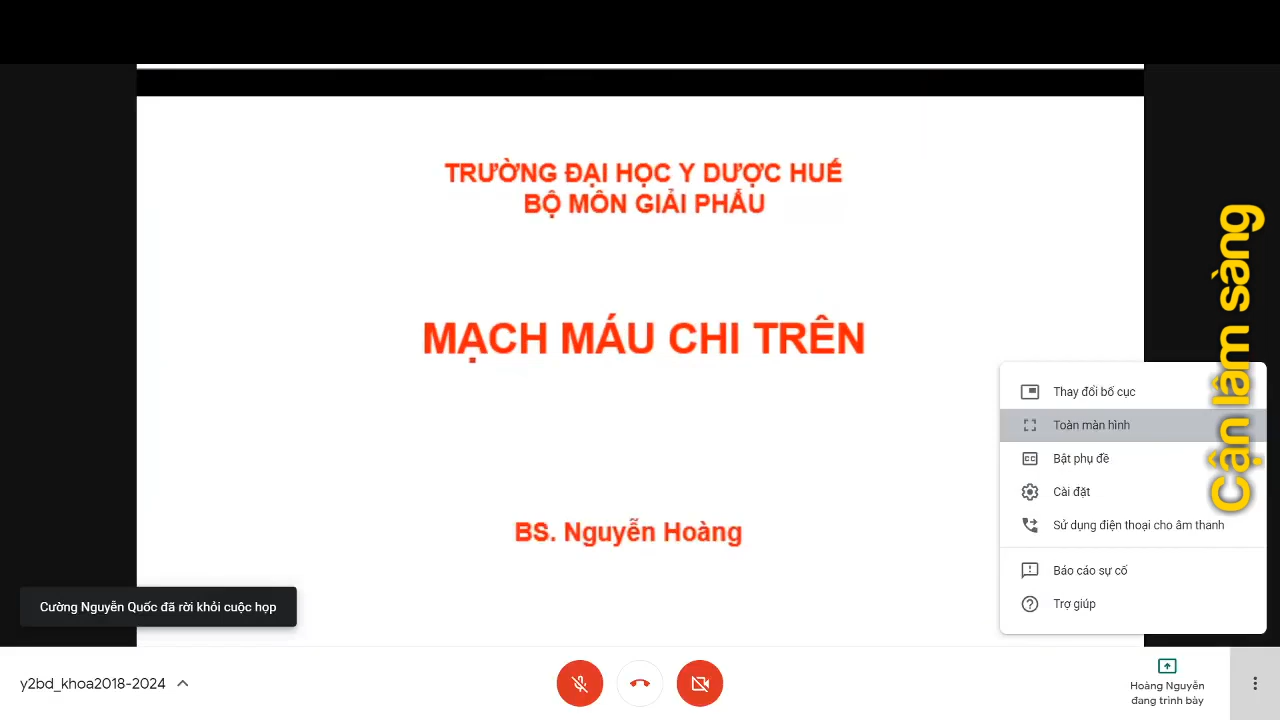 TRƯỜNG ĐẠI HỌC Y DƯỢC HUẾ
BỘ MÔN GIẢI PHẪU
MẠCH MÁU CHI TRÊN
BS. Nguyễn Hoàng
Cận lâm sàng
Thay đổi bố cục
Toàn màn hình
Bật phụ đề
Cài đặt
Sử dụng điện thoại cho âm thanh
Báo cáo sự cố
Trợ giúp
Cường Nguyễn Quốc đã rời khỏi cuộc họp
y2bd_khoa2018-2024
Hoàng Nguyễn
đang trình bày